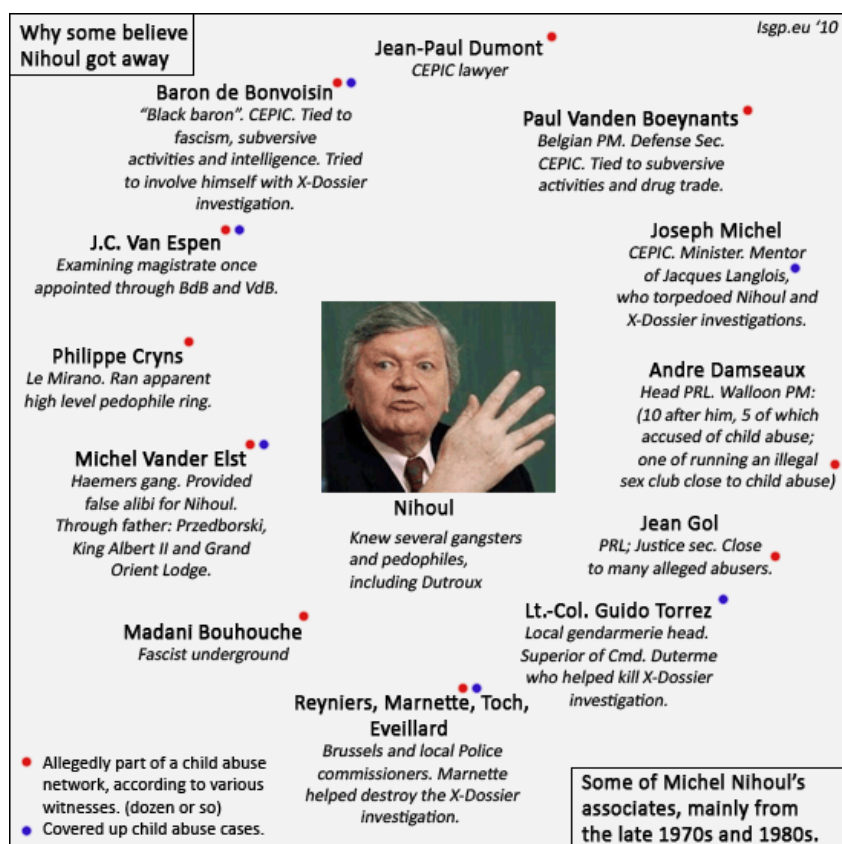 Why some believe
Nihoul got away
Isgp.eu '10
Jean-Paul Dumont
CEPIC lawyer
Baron de Bonvoisin
"Black baron". CEPIC. Tied to
fascism, subversive
activities and intelligence. Tried
to involve himself with X-Dossier
investigation.
Paul Vanden Boeynants
Belgian PM. Defense Sec.
CEPIC. Tied to subversive
activities and drug trade.
J.C. Van Espen
Examining magistrate once
appointed through BdB and VdB.
Joseph Michel
CEPIC. Minister. Mentor
of Jacques Langlois,
who torpedoed Nihoul and
X-Dossier investigations.
Philippe Cryns
Le Mirano. Ran apparent
high level pedophile ring.
Andre Damseaux
Head PRL. Walloon PM:
(10 after him, 5 of which
accused of child abuse;
one of running an illegal
sex club close to child abuse)
Michel Vander Elst
Haemers gang. Provided
false alibi for Nihoul.
Through father: Przedborski,
King Albert II and Grand
Orient Lodge.
Nihoul
Knew several gangsters
and pedophiles,
including Dutroux
Jean Gol
PRL; Justice sec. Close
to many alleged abusers.
Madani Bouhouche
Fascist underground
Lt.-Col. Guido Torrez
Local gendarmerie head.
Superior of Cmd. Duterme
who helped kill X-Dossier
investigation.
Reyniers, Marnette, Toch,
Eveillard
Brussels and local Police
commissioners. Marnette
helped destroy the X-Dossier
investigation.
Allegedly part of a child abuse
network, according to various
witnesses. (dozen or so)
Covered up child abuse cases.
Some of Michel Nihoul's
associates, mainly from
the late 1970s and 1980s.